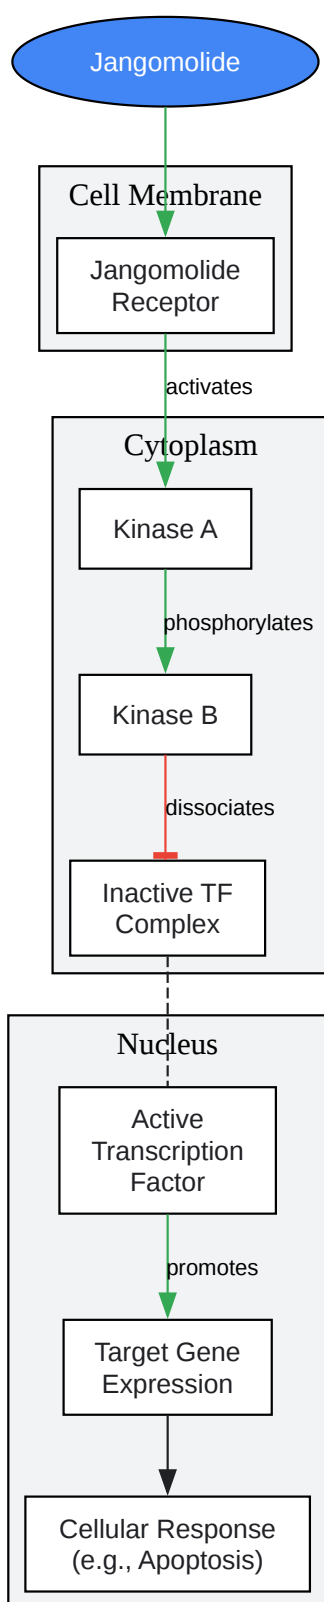 Jangomolide
Cell Membrane
Jangomolide
Receptor
activates
Cytoplasm
Kinase A
phosphorylates
Kinase B
dissociates
Inactive TF
Complex
Nucleus
Active
Transcription
Factor
promotes
Target Gene
Expression
Cellular Response
(e.g., Apoptosis)